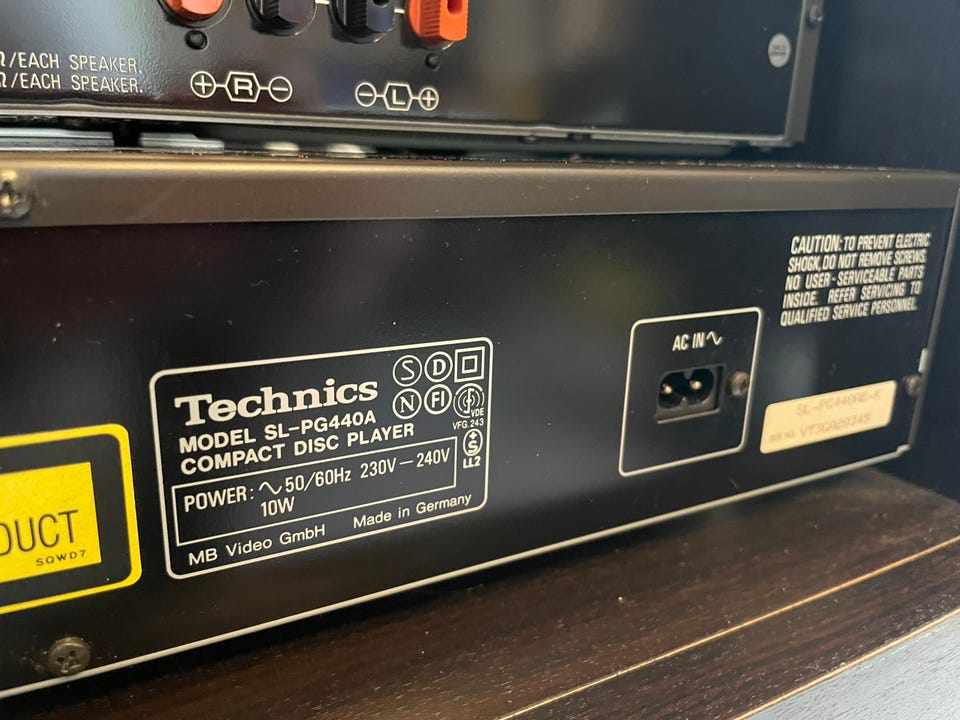 Ω/EACH SPEAKER.
Ω/EACH SPEAKER.
+ R −
− L +
CAUTION: TO PREVENT ELECTRIC
SHOCK, DO NOT REMOVE SCREWS.
NO USER-SERVICEABLE PARTS
INSIDE. REFER SERVICING TO
QUALIFIED SERVICE PERSONNEL.
AC IN ∿
Technics
MODEL SL-PG440A
COMPACT DISC PLAYER
S D
N FI VDE
VFG.243
S
LL2
POWER: ∿ 50/60Hz 230V—240V
10W
MB Video GmbH Made in Germany
SL-PG440AE-K
VT3GA20345
DUCT
SQWD7